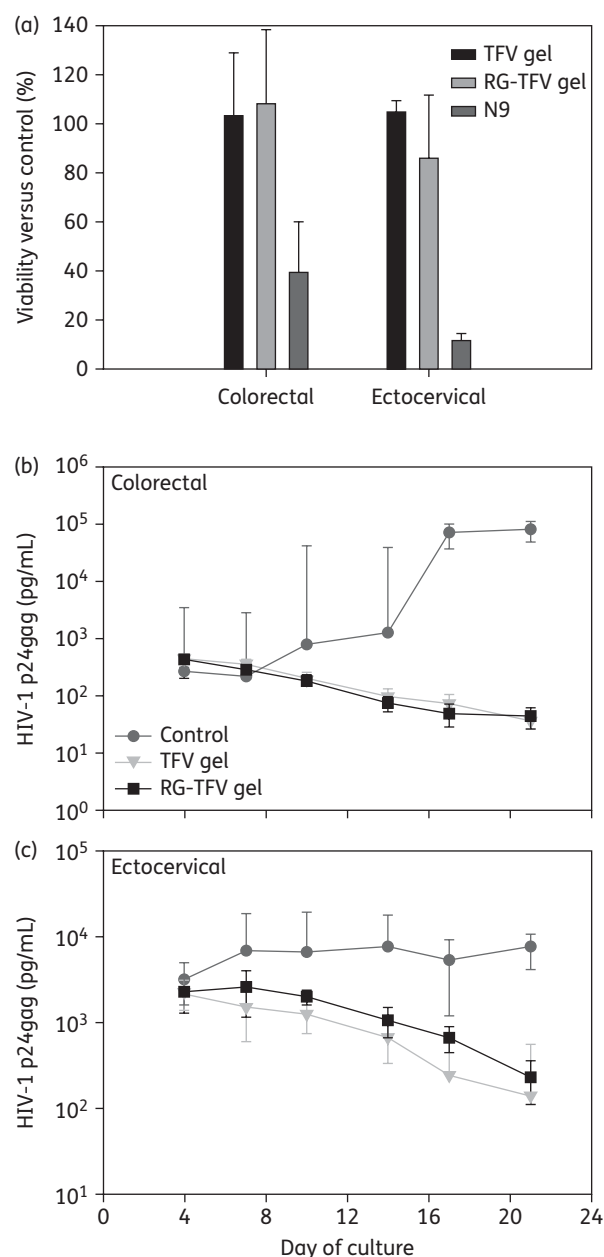 (a)
140
120
100
80
60
40
20
0
Viability versus control (%)
TFV gel
RG-TFV gel
N9
Colorectal
Ectocervical
(b)
10⁶
10⁵
10⁴
10³
10²
10¹
10⁰
HIV-1 p24gag (pg/mL)
Colorectal
Control
TFV gel
RG-TFV gel
(c)
10⁵
10⁴
10³
10²
10¹
HIV-1 p24gag (pg/mL)
Ectocervical
0 4 8 12 16 20 24
Day of culture